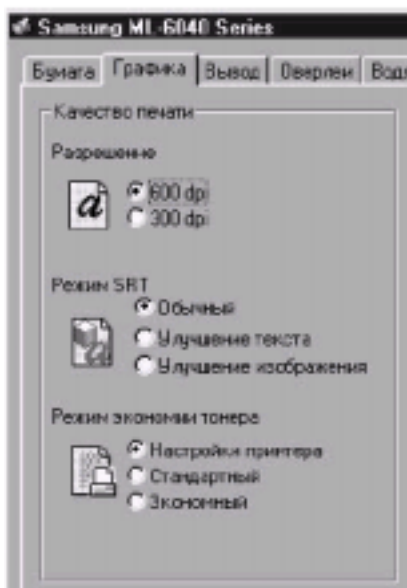 Samsung ML-6040 Series
Бумага Графика Вывод Оверлеи Водя
Качество печати
Разрешение
600 dpi
300 dpi
Режим SRT
Обычный
Улучшение текста
Улучшение изображения
Режим экономии тонера
Настройки принтера
Стандартный
Экономный